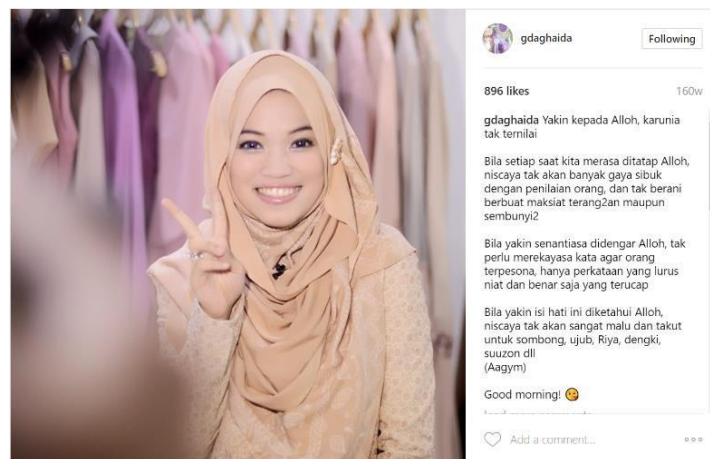 gdaghaida
Following
896 likes
160w
gdaghaida Yakin kepada Alloh, karunia
tak ternilai
Bila setiap saat kita merasa ditatap Alloh,
niscaya tak akan banyak gaya sibuk
dengan penilaian orang, dan tak berani
berbuat maksiat terang2an maupun
sembunyi2
Bila yakin senantiasa didengar Alloh, tak
perlu merekayasa kata agar orang
terpesona, hanya perkataan yang lurus
niat dan benar saja yang terucap
Bila yakin isi hati ini diketahui Alloh,
niscaya tak akan sangat malu dan takut
untuk sombong, ujub, Riya, dengki,
suuzon dll
(Aagym)
Good morning! 😘
Add a comment...